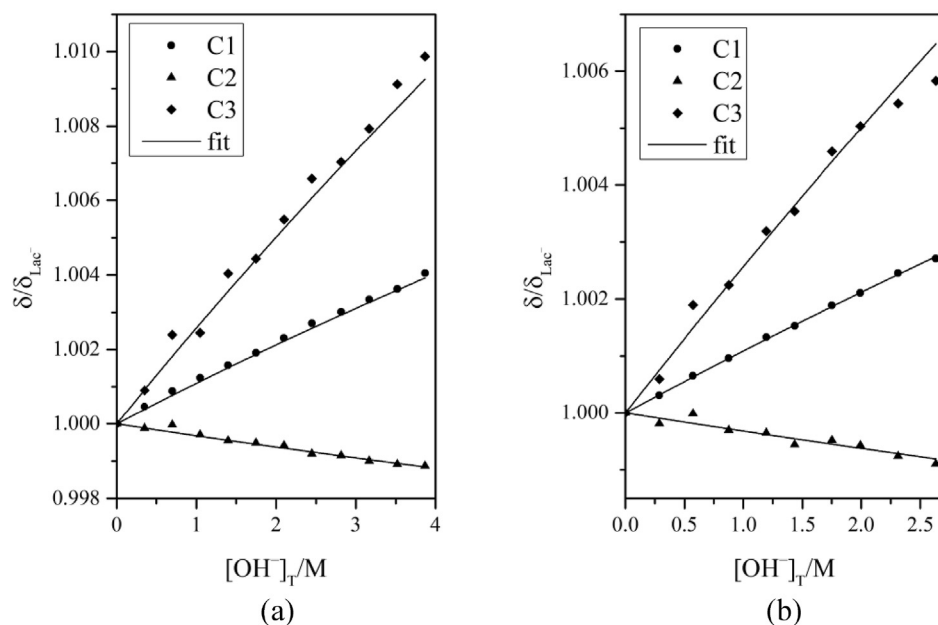 C1
C2
C3
fit
1.010
1.008
1.006
1.004
1.002
1.000
0.998
δ/δLac⁻
0 1 2 3 4
[OH⁻]T/M
(a)
C1
C2
C3
fit
1.006
1.004
1.002
1.000
δ/δLac⁻
0.0 0.5 1.0 1.5 2.0 2.5
[OH⁻]T/M
(b)